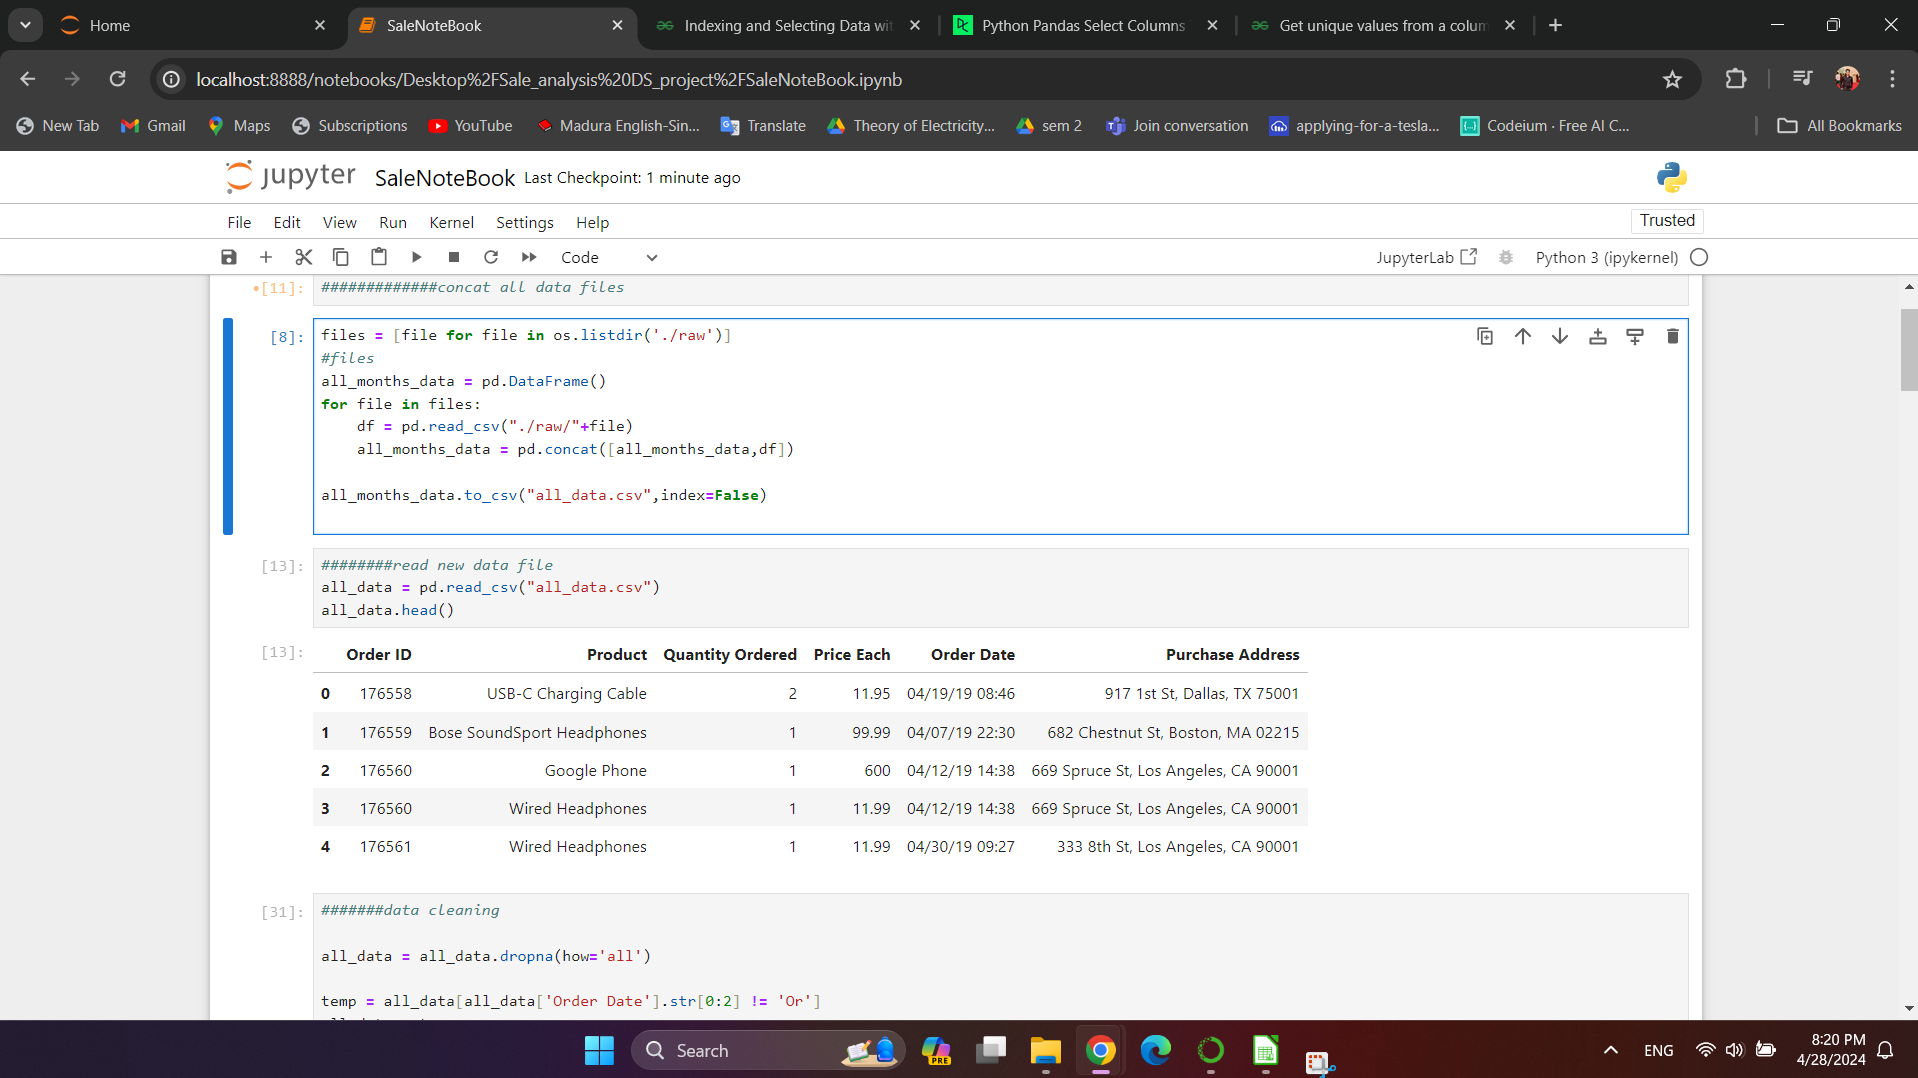 Home
SaleNoteBook
Indexing and Selecting Data wit
Python Pandas Select Columns
Get unique values from a colum
localhost:8888/notebooks/Desktop%2FSale_analysis%20DS_project%2FSaleNoteBook.ipynb
New Tab Gmail Maps Subscriptions YouTube Madura English-Sin... Translate Theory of Electricity... sem 2 Join conversation applying-for-a-tesla... Codeium · Free AI C... All Bookmarks
jupyter SaleNoteBook Last Checkpoint: 1 minute ago
File Edit View Run Kernel Settings Help Trusted
Code JupyterLab Python 3 (ipykernel)
[11]: #############concat all data files
[8]: files = [file for file in os.listdir('./raw')]
#files
all_months_data = pd.DataFrame()
for file in files:
    df = pd.read_csv("./raw/"+file)
    all_months_data = pd.concat([all_months_data,df])
all_months_data.to_csv("all_data.csv",index=False)
[13]: ########read new data file
all_data = pd.read_csv("all_data.csv")
all_data.head()
[13]: Order ID Product Quantity Ordered Price Each Order Date Purchase Address
0 176558 USB-C Charging Cable 2 11.95 04/19/19 08:46 917 1st St, Dallas, TX 75001
1 176559 Bose SoundSport Headphones 1 99.99 04/07/19 22:30 682 Chestnut St, Boston, MA 02215
2 176560 Google Phone 1 600 04/12/19 14:38 669 Spruce St, Los Angeles, CA 90001
3 176560 Wired Headphones 1 11.99 04/12/19 14:38 669 Spruce St, Los Angeles, CA 90001
4 176561 Wired Headphones 1 11.99 04/30/19 09:27 333 8th St, Los Angeles, CA 90001
[31]: #######data cleaning
all_data = all_data.dropna(how='all')
temp = all_data[all_data['Order Date'].str[0:2] != 'Or']
Search PRE ENG 8:20 PM
4/28/2024